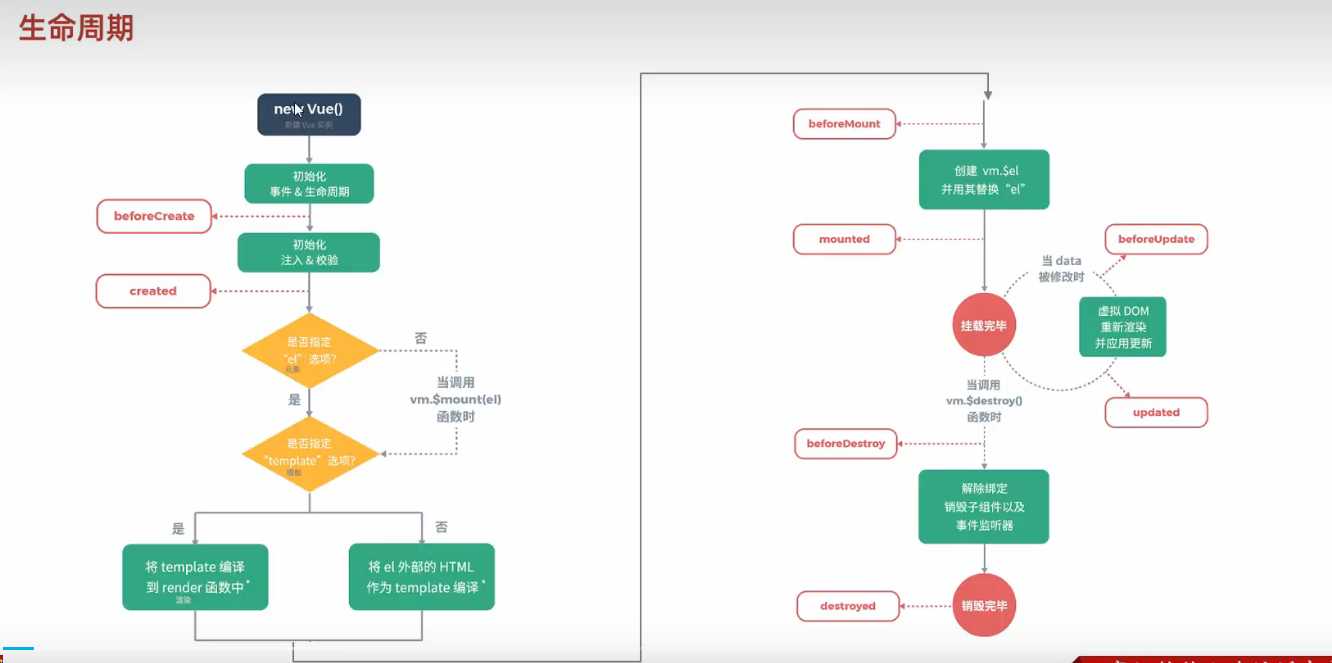 生命周期
new Vue()
新建 Vue 实例
初始化
事件 & 生命周期
beforeCreate
初始化
注入 & 校验
created
是否指定
“el” 选项?
元素
否
是
当调用
vm.$mount(el)
函数时
是否指定
“template” 选项?
模板
是
否
将 template 编译
到 render 函数中*
渲染
将 el 外部的 HTML
作为 template 编译*
beforeMount
创建 vm.$el
并用其替换 “el”
mounted
挂载完毕
当 data
被修改时
beforeUpdate
虚拟 DOM
重新渲染
并应用更新
updated
当调用
vm.$destroy()
函数时
beforeDestroy
解除绑定
销毁子组件以及
事件监听器
销毁完毕
destroyed